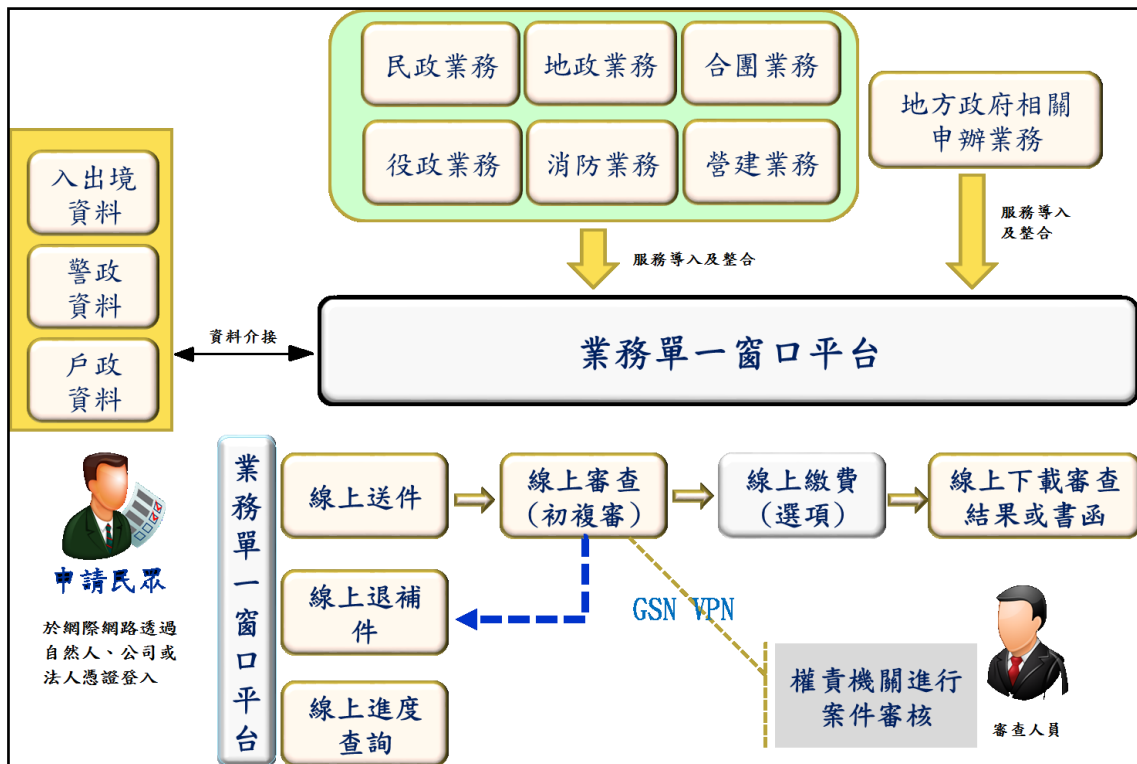 民政業務
地政業務
合團業務
役政業務
消防業務
營建業務
地方政府相關
申辦業務
入出境
資料
警政
資料
戶政
資料
服務導入及整合
服務導入
及整合
資料介接
業務單一窗口平台
申請民眾
於網際網路透過
自然人、公司或
法人憑證登入
業務單一窗口平台
線上送件
線上審查
(初複審)
線上繳費
(選項)
線上下載審查
結果或書函
線上退補
件
線上進度
查詢
GSN VPN
權責機關進行
案件審核
審查人員